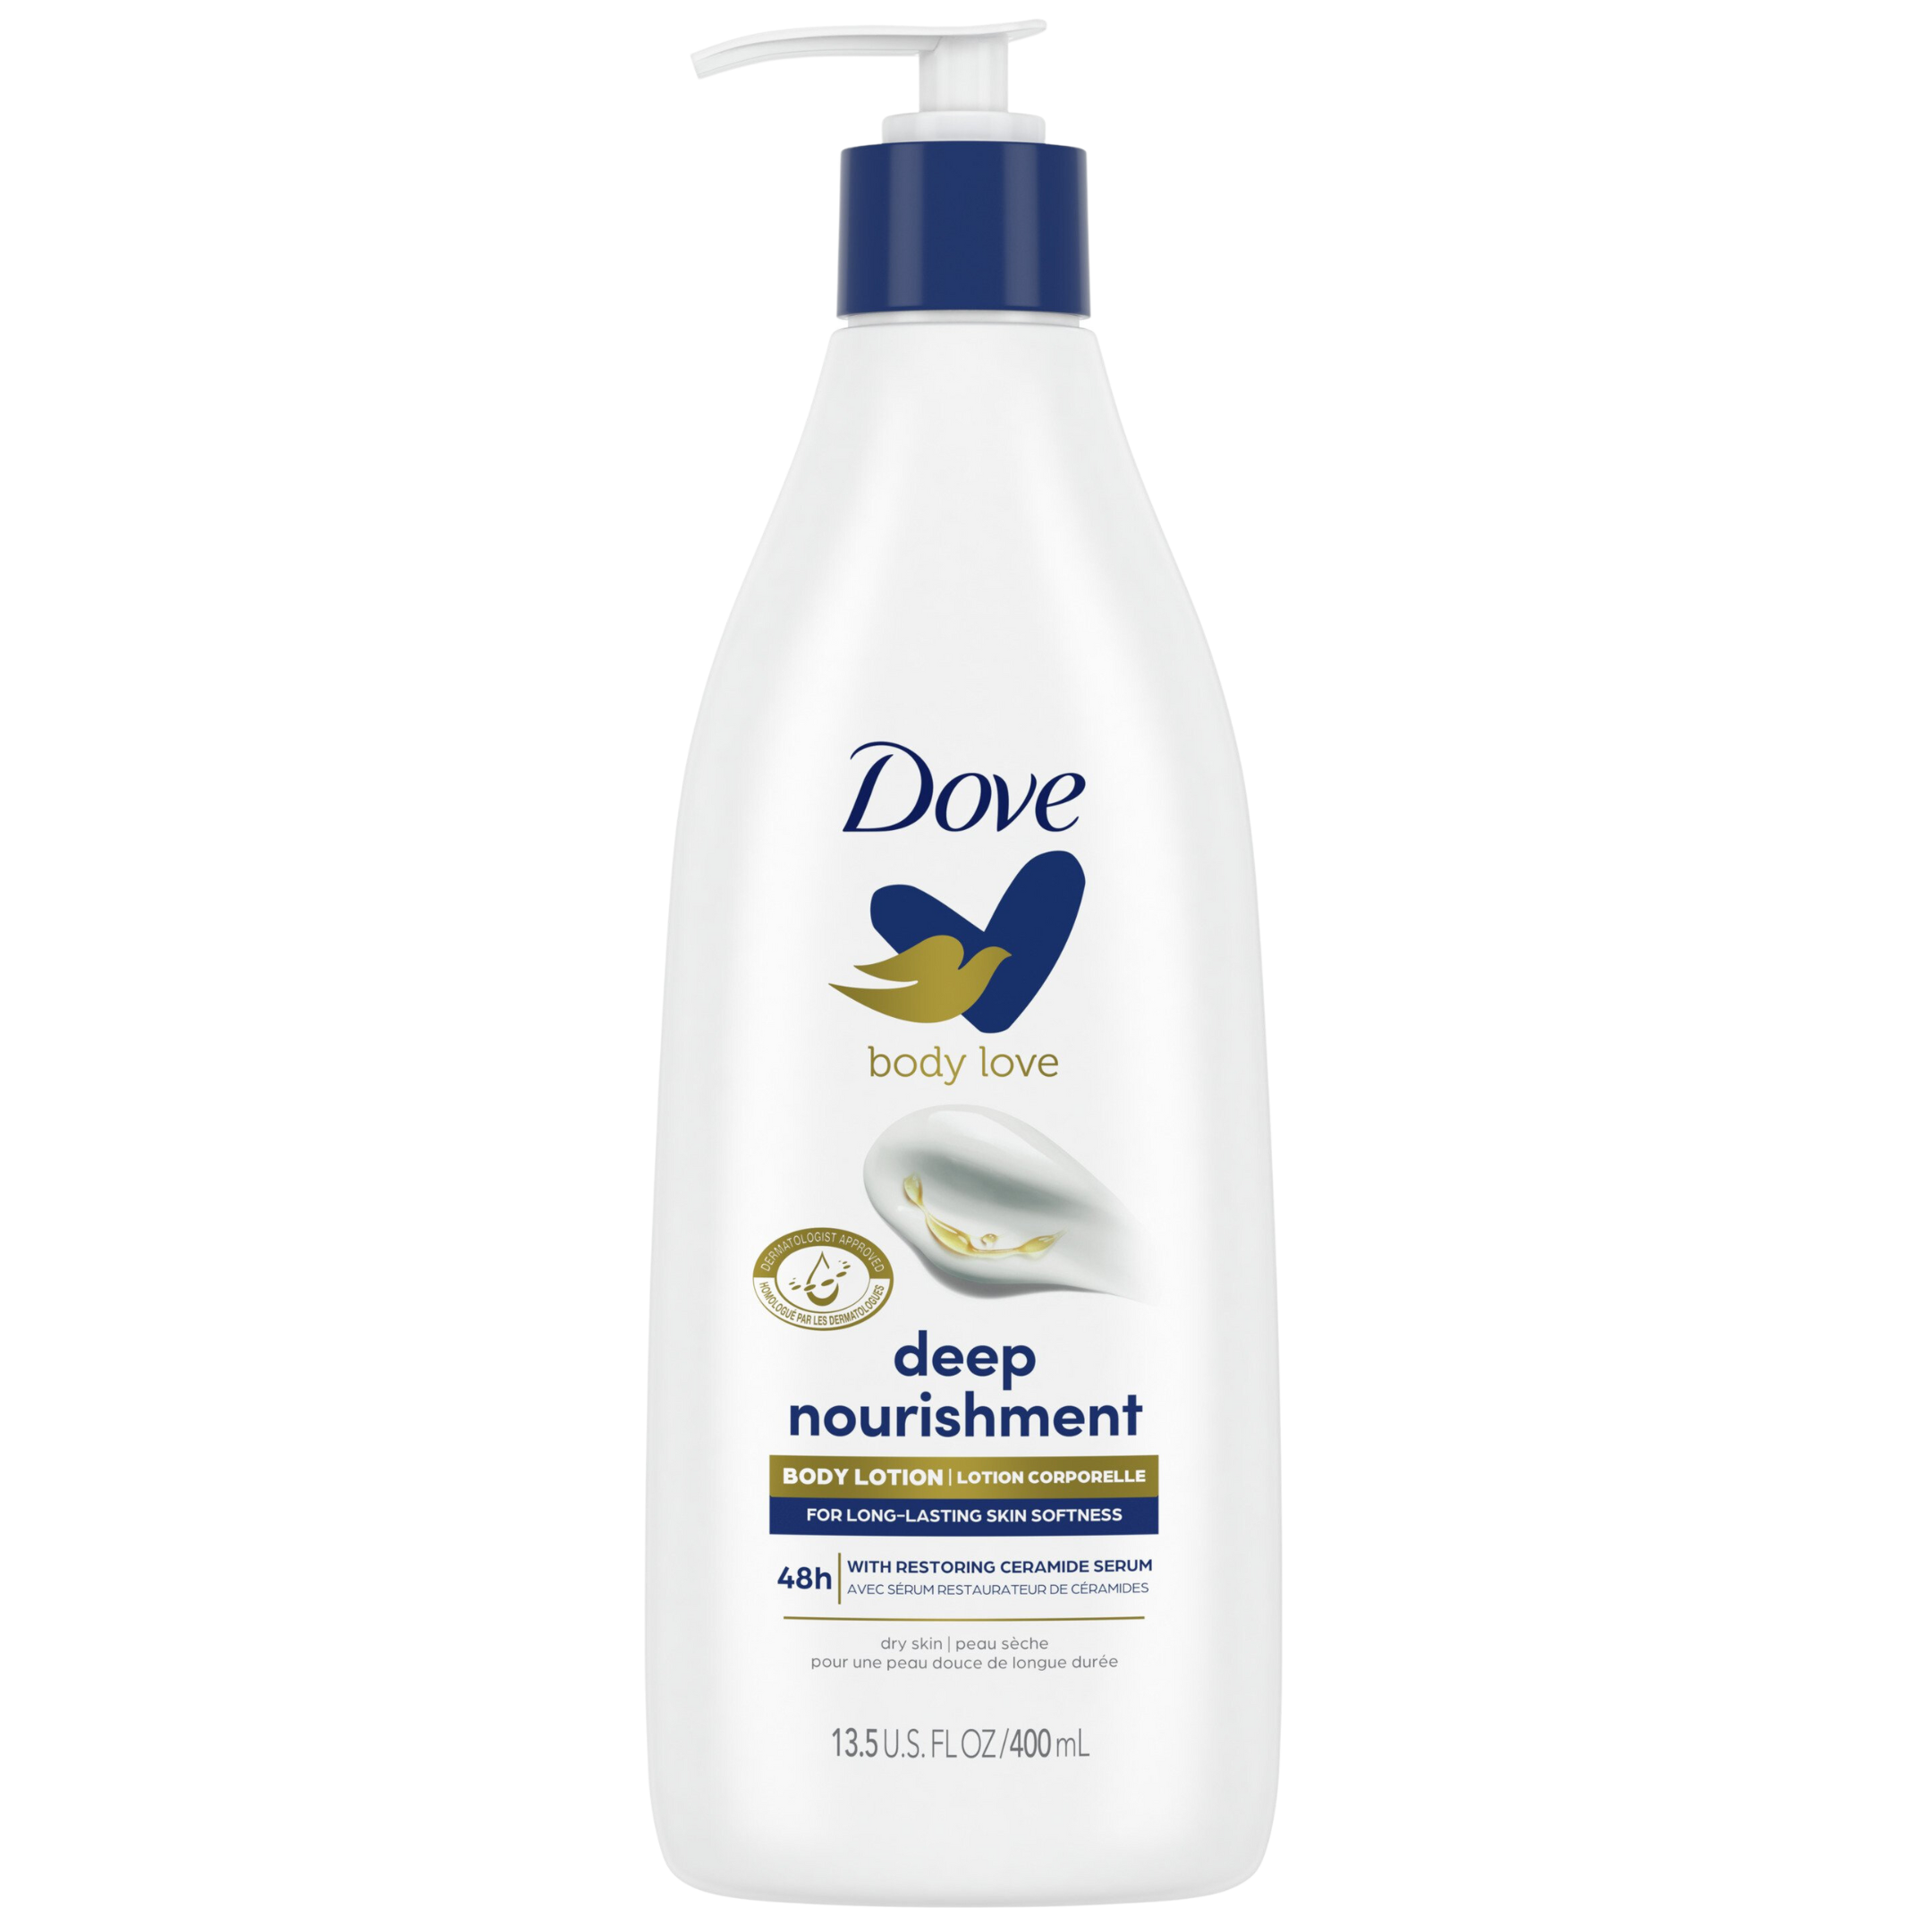 Dove
body love
DERMATOLOGIST APPROVED
HOMOLOGUÉ PAR LES DERMATOLOGUES
deep
nourishment
BODY LOTION | LOTION CORPORELLE
FOR LONG-LASTING SKIN SOFTNESS
48h
WITH RESTORING CERAMIDE SERUM
AVEC SÉRUM RESTAURATEUR DE CÉRAMIDES
dry skin | peau sèche
pour une peau douce de longue durée
13.5 U.S. FL OZ/400 mL